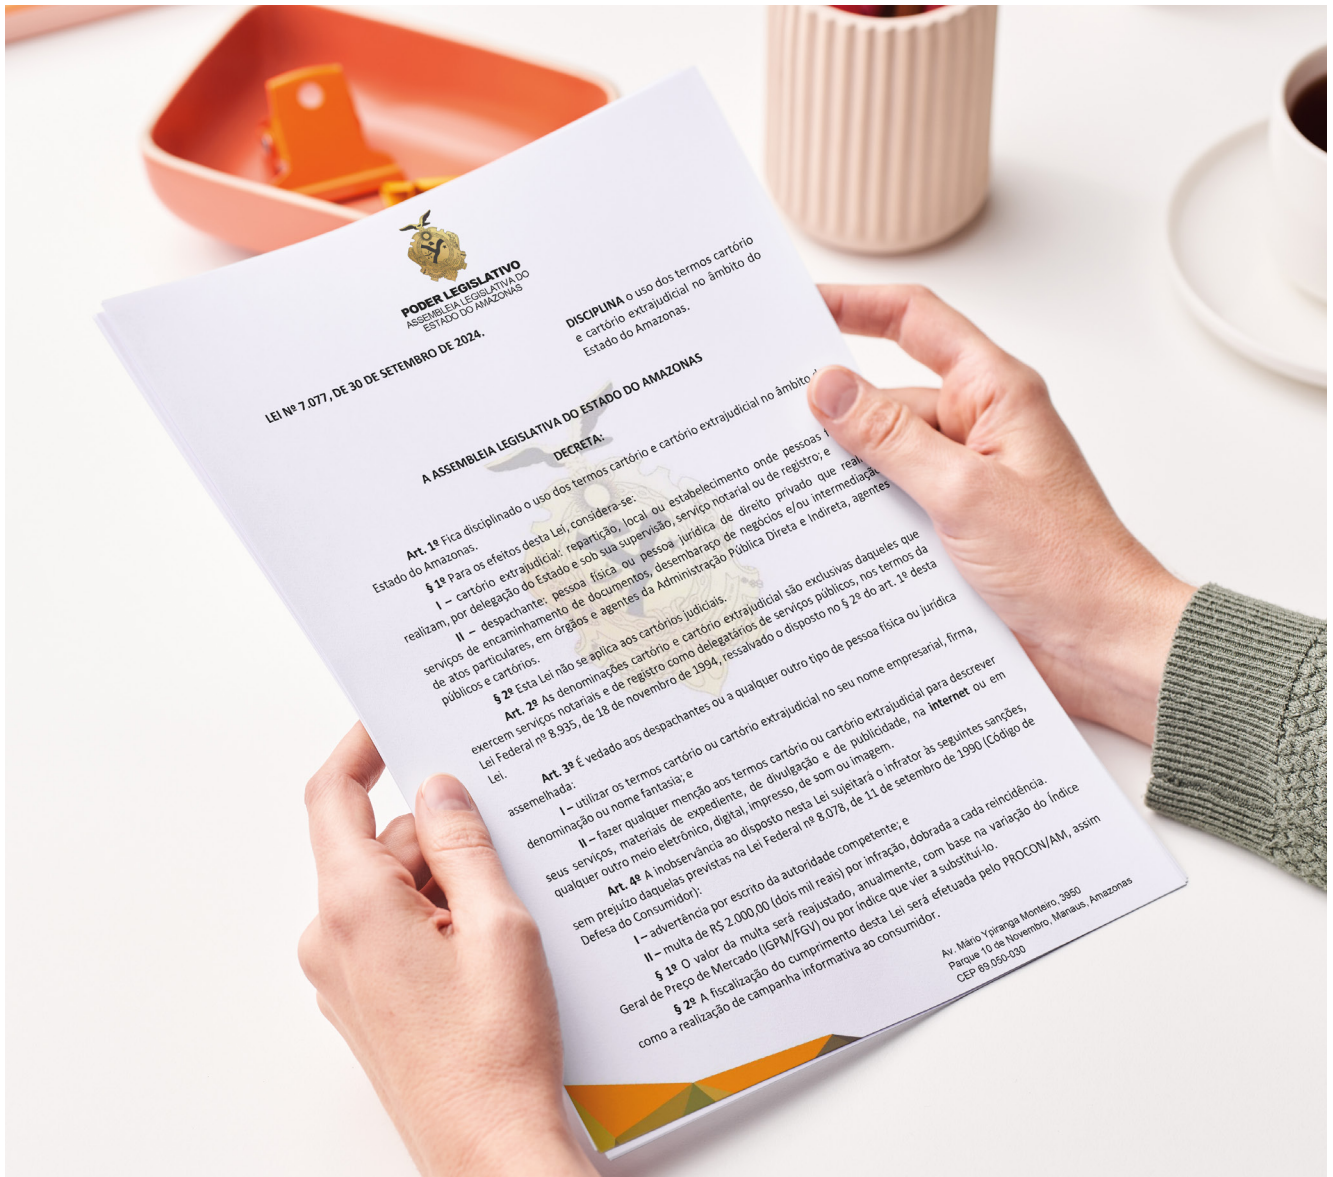 PODER LEGISLATIVO
ASSEMBLEIA LEGISLATIVA DO
ESTADO DO AMAZONAS
LEI Nº 7.077, DE 30 DE SETEMBRO DE 2024.
DISCIPLINA o uso dos termos cartório
e cartório extrajudicial no âmbito do
Estado do Amazonas.
A ASSEMBLEIA LEGISLATIVA DO ESTADO DO AMAZONAS
DECRETA:
Art. 1º Fica disciplinado o uso dos termos cartório e cartório extrajudicial no âmbito
Estado do Amazonas.
§ 1º Para os efeitos desta Lei, considera-se:
I – cartório extrajudicial: repartição, local ou estabelecimento onde pessoas
realizam, por delegação do Estado e sob sua supervisão, serviço notarial ou de registro; e
II – despachante: pessoa física ou pessoa jurídica de direito privado que
serviços de encaminhamento de documentos, desembaraço de negócios e/ou intermediação
de atos particulares, em órgãos e agentes da Administração Pública Direta e Indireta, agentes
públicos e cartórios.
§ 2º Esta Lei não se aplica aos cartórios judiciais.
Art. 2º As denominações cartório e cartório extrajudicial são exclusivas daqueles que
exercem serviços notariais e de registro como delegatários de serviços públicos, nos termos da
Lei Federal nº 8.935, de 18 de novembro de 1994, ressalvado o disposto no § 2º do art. 1º desta
Lei.
Art. 3º É vedado aos despachantes ou a qualquer outro tipo de pessoa física ou jurídica
assemelhada:
I – utilizar os termos cartório ou cartório extrajudicial no seu nome empresarial, firma,
denominação ou nome fantasia; e
II – fazer qualquer menção aos termos cartório ou cartório extrajudicial para descrever
seus serviços, materiais de expediente, de divulgação e de publicidade, na internet ou em
qualquer outro meio eletrônico, digital, impresso, de som ou imagem.
Art. 4º A inobservância ao disposto nesta Lei sujeitará o infrator às seguintes sanções,
sem prejuízo daquelas previstas na Lei Federal nº 8.078, de 11 de setembro de 1990 (Código de
Defesa do Consumidor):
I – advertência por escrito da autoridade competente; e
II – multa de R$ 2.000,00 (dois mil reais) por infração, dobrada a cada reincidência.
§ 1º O valor da multa será reajustado, anualmente, com base na variação do Índice
Geral de Preço de Mercado (IGPM/FGV) ou por índice que vier a substituí-lo.
§ 2º A fiscalização do cumprimento desta Lei será efetuada pelo PROCON/AM, assim
como a realização de campanha informativa ao consumidor.
Av. Mário Ypiranga Monteiro, 3950
Parque 10 de Novembro, Manaus, Amazonas
CEP 69.050-030